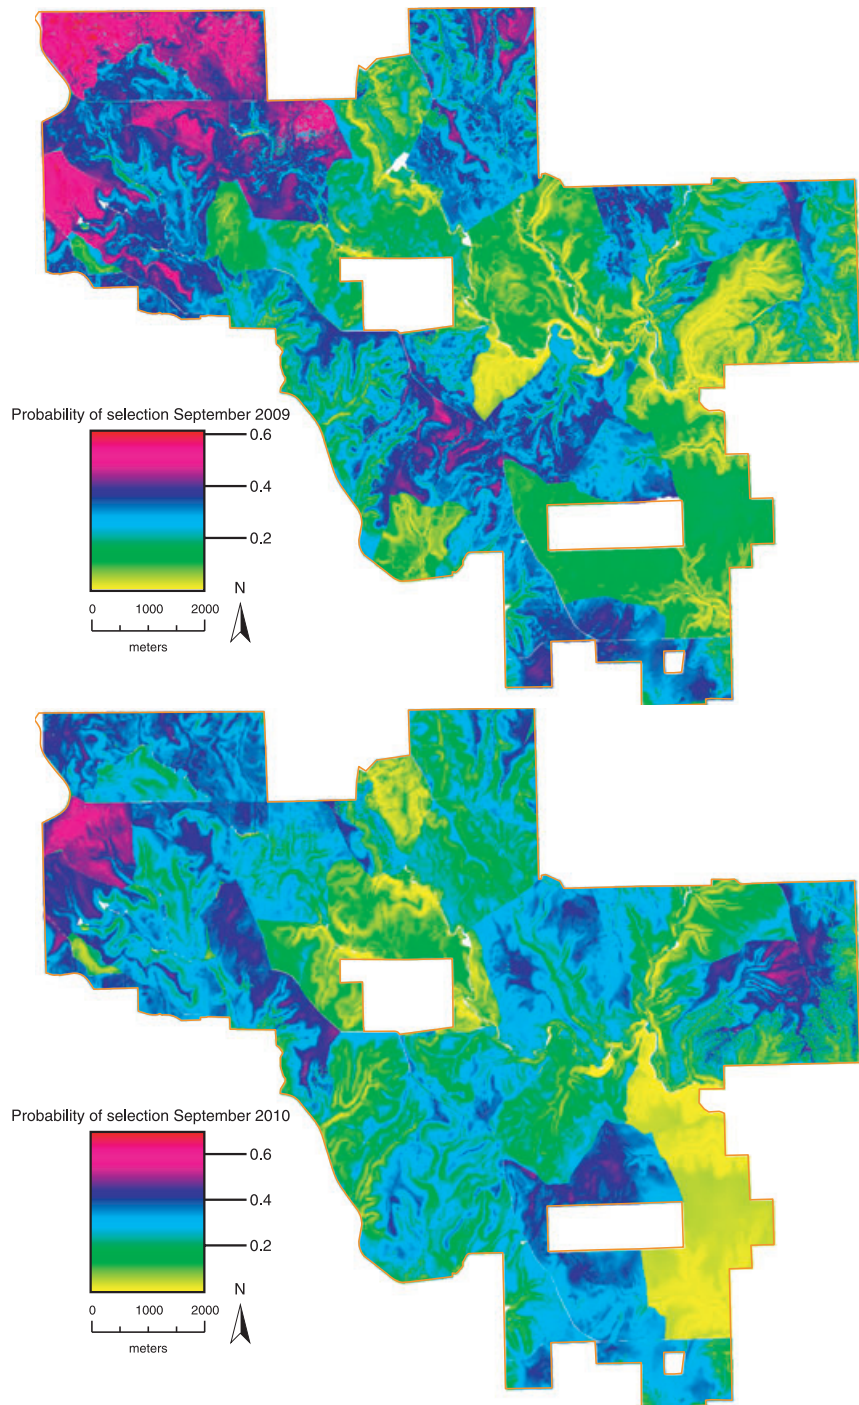 Probability of selection September 2009
0.6
0.4
0.2
N
0 1000 2000
meters
Probability of selection September 2010
0.6
0.4
0.2
N
0 1000 2000
meters